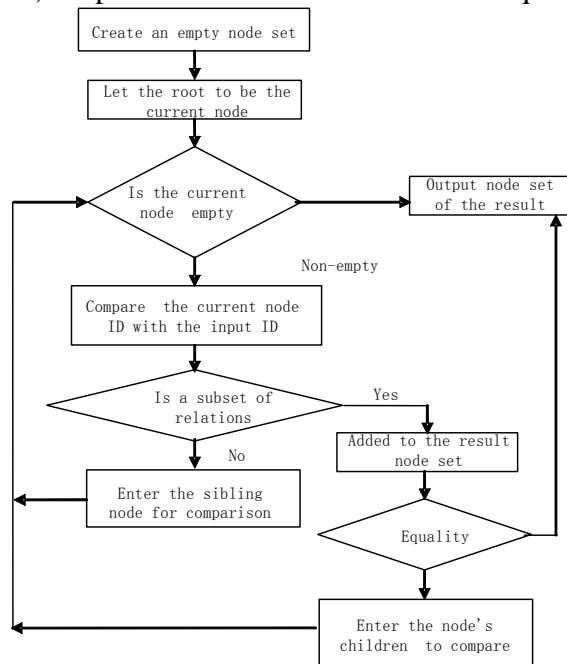 Create an empty node set
Let the root to be the
current node
Is the current
node empty
Output node set
of the result
Non-empty
Compare the current node
ID with the input ID
Is a subset of
relations
Yes
Added to the result
node set
No
Enter the sibling
node for comparison
Equality
Enter the node's
children to compare